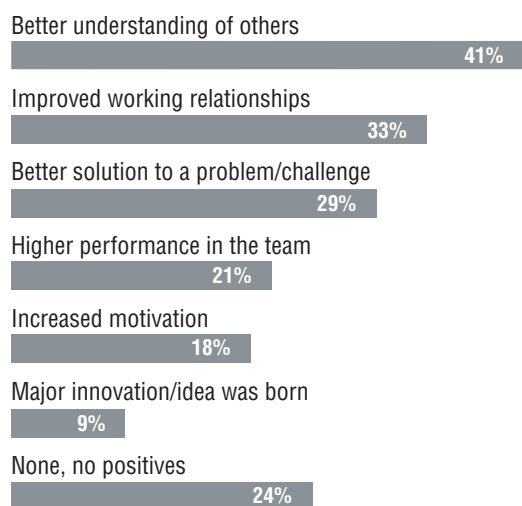 Better understanding of others
41%
Improved working relationships
33%
Better solution to a problem/challenge
29%
Higher performance in the team
21%
Increased motivation
18%
Major innovation/idea was born
9%
None, no positives
24%